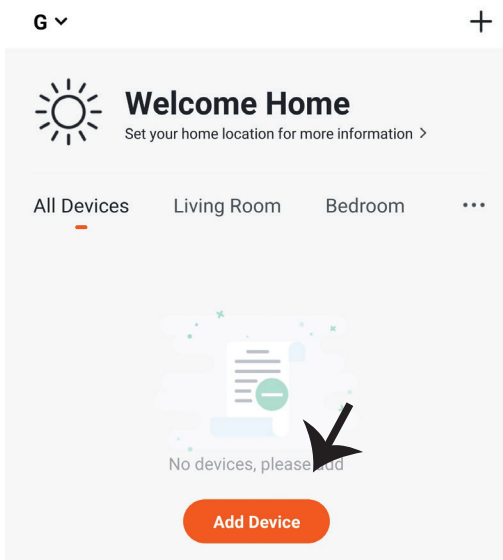 G
Welcome Home
Set your home location for more information >
All Devices Living Room Bedroom ...
No devices, please add
Add Device